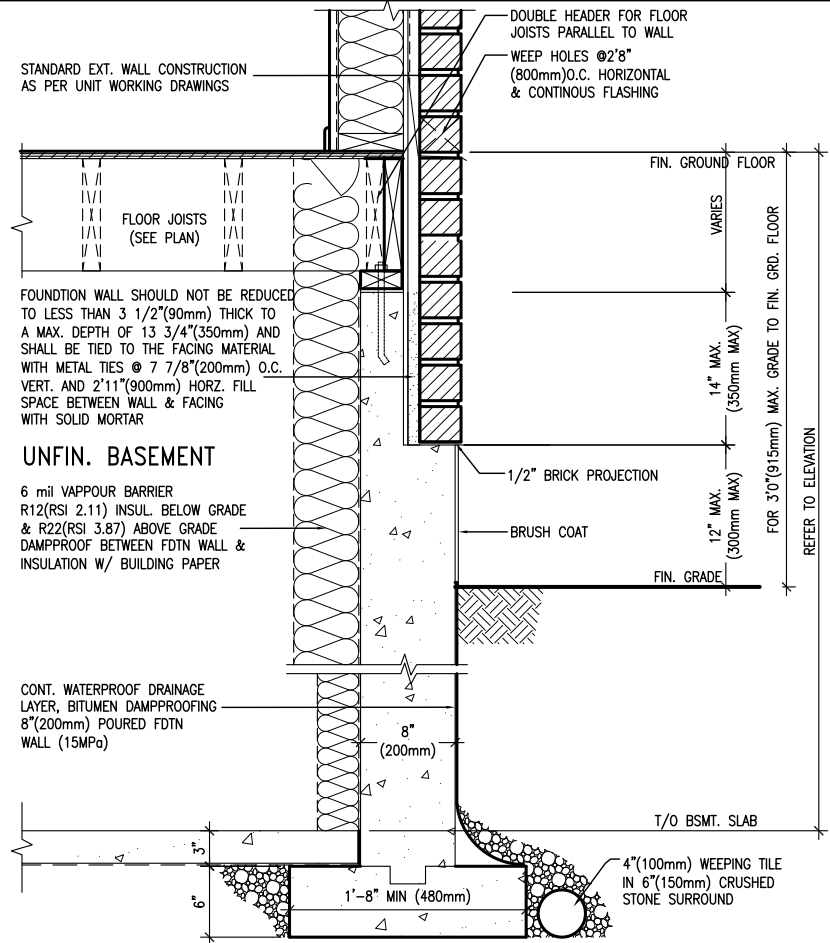 DOUBLE HEADER FOR FLOOR
JOISTS PARALLEL TO WALL
WEEP HOLES @2'8"
(800mm)O.C. HORIZONTAL
& CONTINOUS FLASHING
STANDARD EXT. WALL CONSTRUCTION
AS PER UNIT WORKING DRAWINGS
FIN. GROUND FLOOR
FLOOR JOISTS
(SEE PLAN)
VARIES
FOUNDTION WALL SHOULD NOT BE REDUCED
TO LESS THAN 3 1/2"(90mm) THICK TO
A MAX. DEPTH OF 13 3/4"(350mm) AND
SHALL BE TIED TO THE FACING MATERIAL
WITH METAL TIES @ 7 7/8"(200mm) O.C.
VERT. AND 2'11"(900mm) HORZ. FILL
SPACE BETWEEN WALL & FACING
WITH SOLID MORTAR
14" MAX.
(350mm MAX)
FOR 3'0"(915mm) MAX. GRADE TO FIN. GRD. FLOOR
REFER TO ELEVATION
UNFIN. BASEMENT
6 mil VAPPOUR BARRIER
R12(RSI 2.11) INSUL. BELOW GRADE
& R22(RSI 3.87) ABOVE GRADE
DAMPPROOF BETWEEN FDTN WALL &
INSULATION W/ BUILDING PAPER
1/2" BRICK PROJECTION
BRUSH COAT
12" MAX.
(300mm MAX)
FIN. GRADE
CONT. WATERPROOF DRAINAGE
LAYER, BITUMEN DAMPPROOFING
8"(200mm) POURED FDTN
WALL (15MPa)
8"
(200mm)
T/O BSMT. SLAB
3"
6"
1'-8" MIN (480mm)
4"(100mm) WEEPING TILE
IN 6"(150mm) CRUSHED
STONE SURROUND